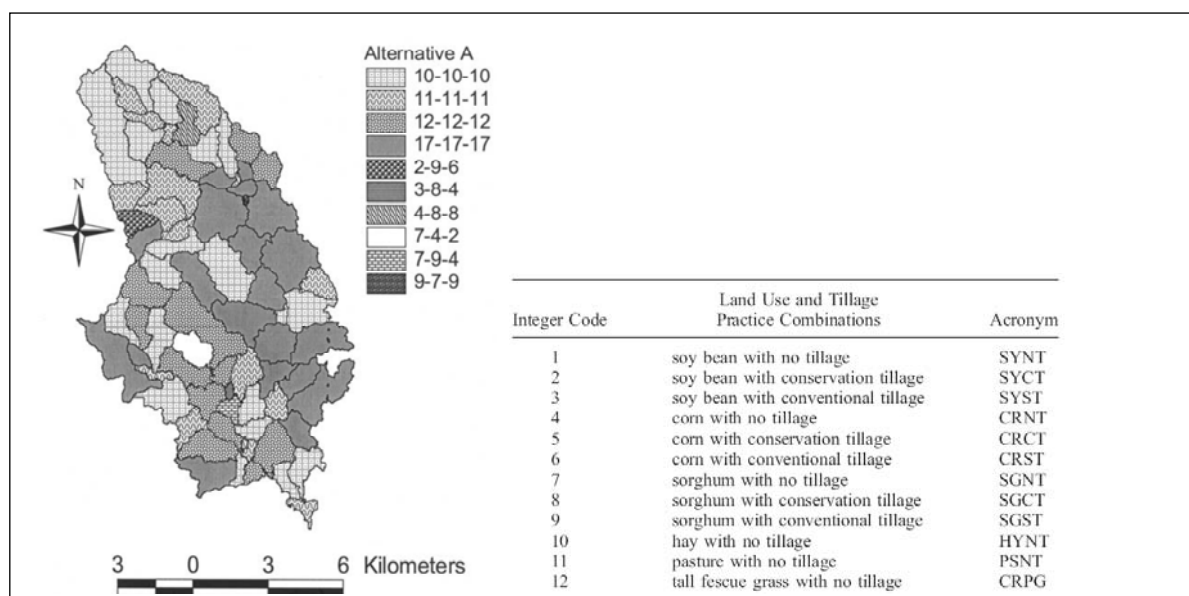 Alternative A
10-10-10
11-11-11
12-12-12
17-17-17
2-9-6
3-8-4
4-8-8
7-4-2
7-9-4
9-7-9
N
3 0 3 6 Kilometers
Land Use and Tillage
Integer Code Practice Combinations Acronym
1 soy bean with no tillage SYNT
2 soy bean with conservation tillage SYCT
3 soy bean with conventional tillage SYST
4 corn with no tillage CRNT
5 corn with conservation tillage CRCT
6 corn with conventional tillage CRST
7 sorghum with no tillage SGNT
8 sorghum with conservation tillage SGCT
9 sorghum with conventional tillage SGST
10 hay with no tillage HYNT
11 pasture with no tillage PSNT
12 tall fescue grass with no tillage CRPG